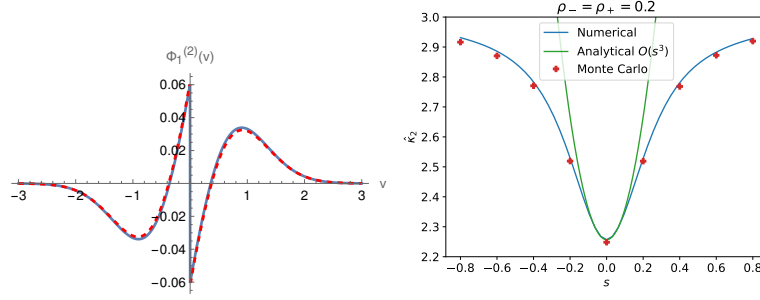 Φ₁⁽²⁾(v)
0.06
0.04
0.02
-3 -2 -1 1 2 3 v
-0.02
-0.04
-0.06
ρ₋ = ρ₊ = 0.2
3.0
2.9
2.8
2.7
2.6
2.5
2.4
2.3
2.2
κ̂₂
Numerical
Analytical O(s³)
Monte Carlo
−0.8 −0.6 −0.4 −0.2 0.0 0.2 0.4 0.6 0.8
s